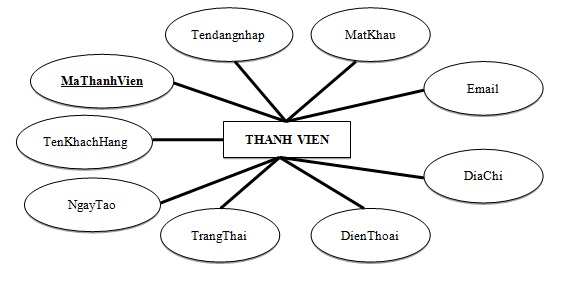 Tendangnhap
MatKhau
MaThanhVien
Email
TenKhachHang
THANH VIEN
DiaChi
NgayTao
TrangThai
DienThoai